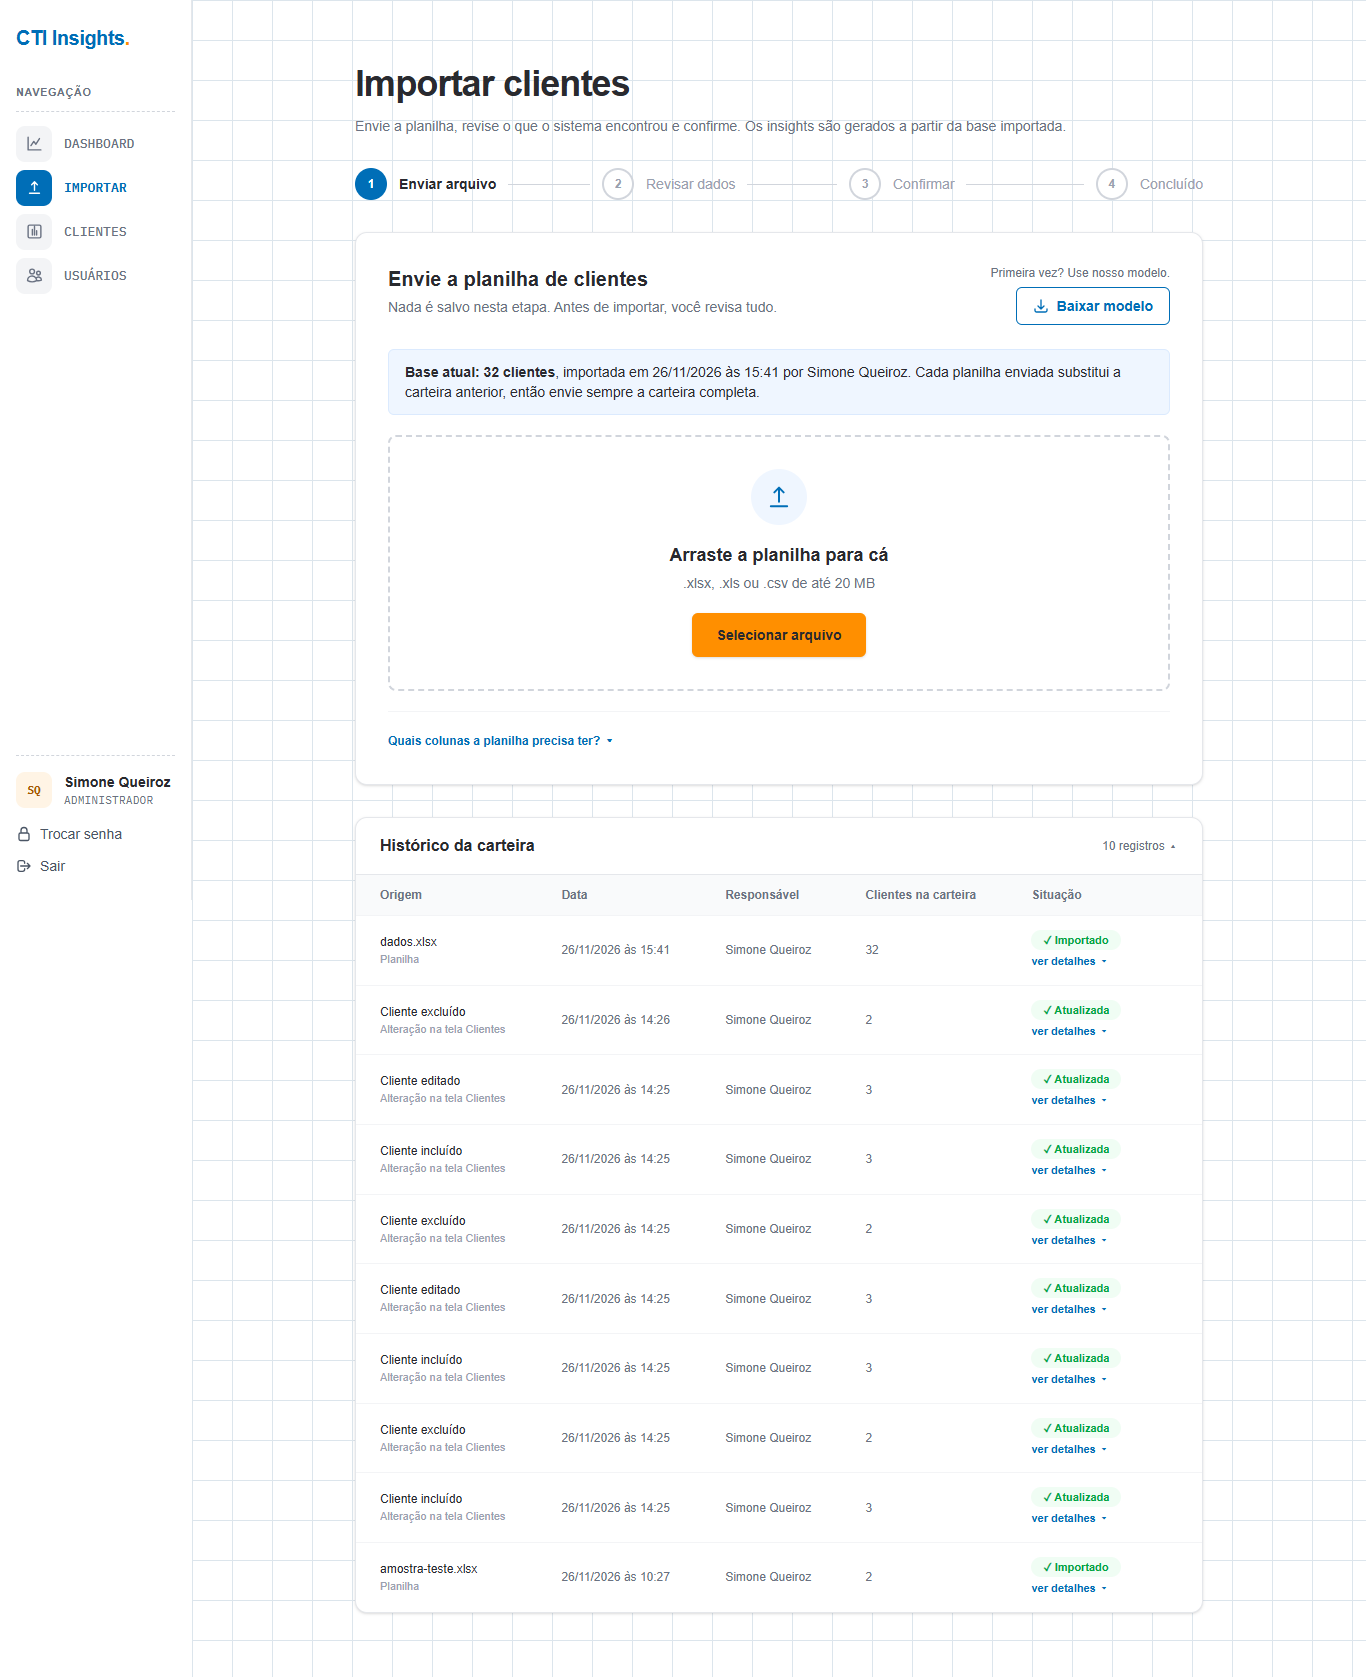 CTI Insights.
NAVEGAÇÃO
DASHBOARD
IMPORTAR
CLIENTES
USUÁRIOS
Simone Queiroz
SQ
ADMINISTRADOR
Trocar senha
Sair
Importar clientes
Envie a planilha, revise o que o sistema encontrou e confirme. Os insights são gerados a partir da base importada.
1 Enviar arquivo 2 Revisar dados 3 Confirmar 4 Concluído
Envie a planilha de clientes
Nada é salvo nesta etapa. Antes de importar, você revisa tudo.
Primeira vez? Use nosso modelo.
Baixar modelo
Base atual: 32 clientes, importada em 26/11/2026 às 15:41 por Simone Queiroz. Cada planilha enviada substitui a
carteira anterior, então envie sempre a carteira completa.
Arraste a planilha para cá
.xlsx, .xls ou .csv de até 20 MB
Selecionar arquivo
Quais colunas a planilha precisa ter?
Histórico da carteira
10 registros
Origem Data Responsável Clientes na carteira Situação
dados.xlsx
Planilha
26/11/2026 às 15:41 Simone Queiroz 32
✓ Importado
ver detalhes
Cliente excluído
Alteração na tela Clientes
26/11/2026 às 14:26 Simone Queiroz 2
✓ Atualizada
ver detalhes
Cliente editado
Alteração na tela Clientes
26/11/2026 às 14:25 Simone Queiroz 3
✓ Atualizada
ver detalhes
Cliente incluído
Alteração na tela Clientes
26/11/2026 às 14:25 Simone Queiroz 3
✓ Atualizada
ver detalhes
Cliente excluído
Alteração na tela Clientes
26/11/2026 às 14:25 Simone Queiroz 2
✓ Atualizada
ver detalhes
Cliente editado
Alteração na tela Clientes
26/11/2026 às 14:25 Simone Queiroz 3
✓ Atualizada
ver detalhes
Cliente incluído
Alteração na tela Clientes
26/11/2026 às 14:25 Simone Queiroz 3
✓ Atualizada
ver detalhes
Cliente excluído
Alteração na tela Clientes
26/11/2026 às 14:25 Simone Queiroz 2
✓ Atualizada
ver detalhes
Cliente incluído
Alteração na tela Clientes
26/11/2026 às 14:25 Simone Queiroz 3
✓ Atualizada
ver detalhes
amostra-teste.xlsx
Planilha
26/11/2026 às 10:27 Simone Queiroz 2
✓ Importado
ver detalhes